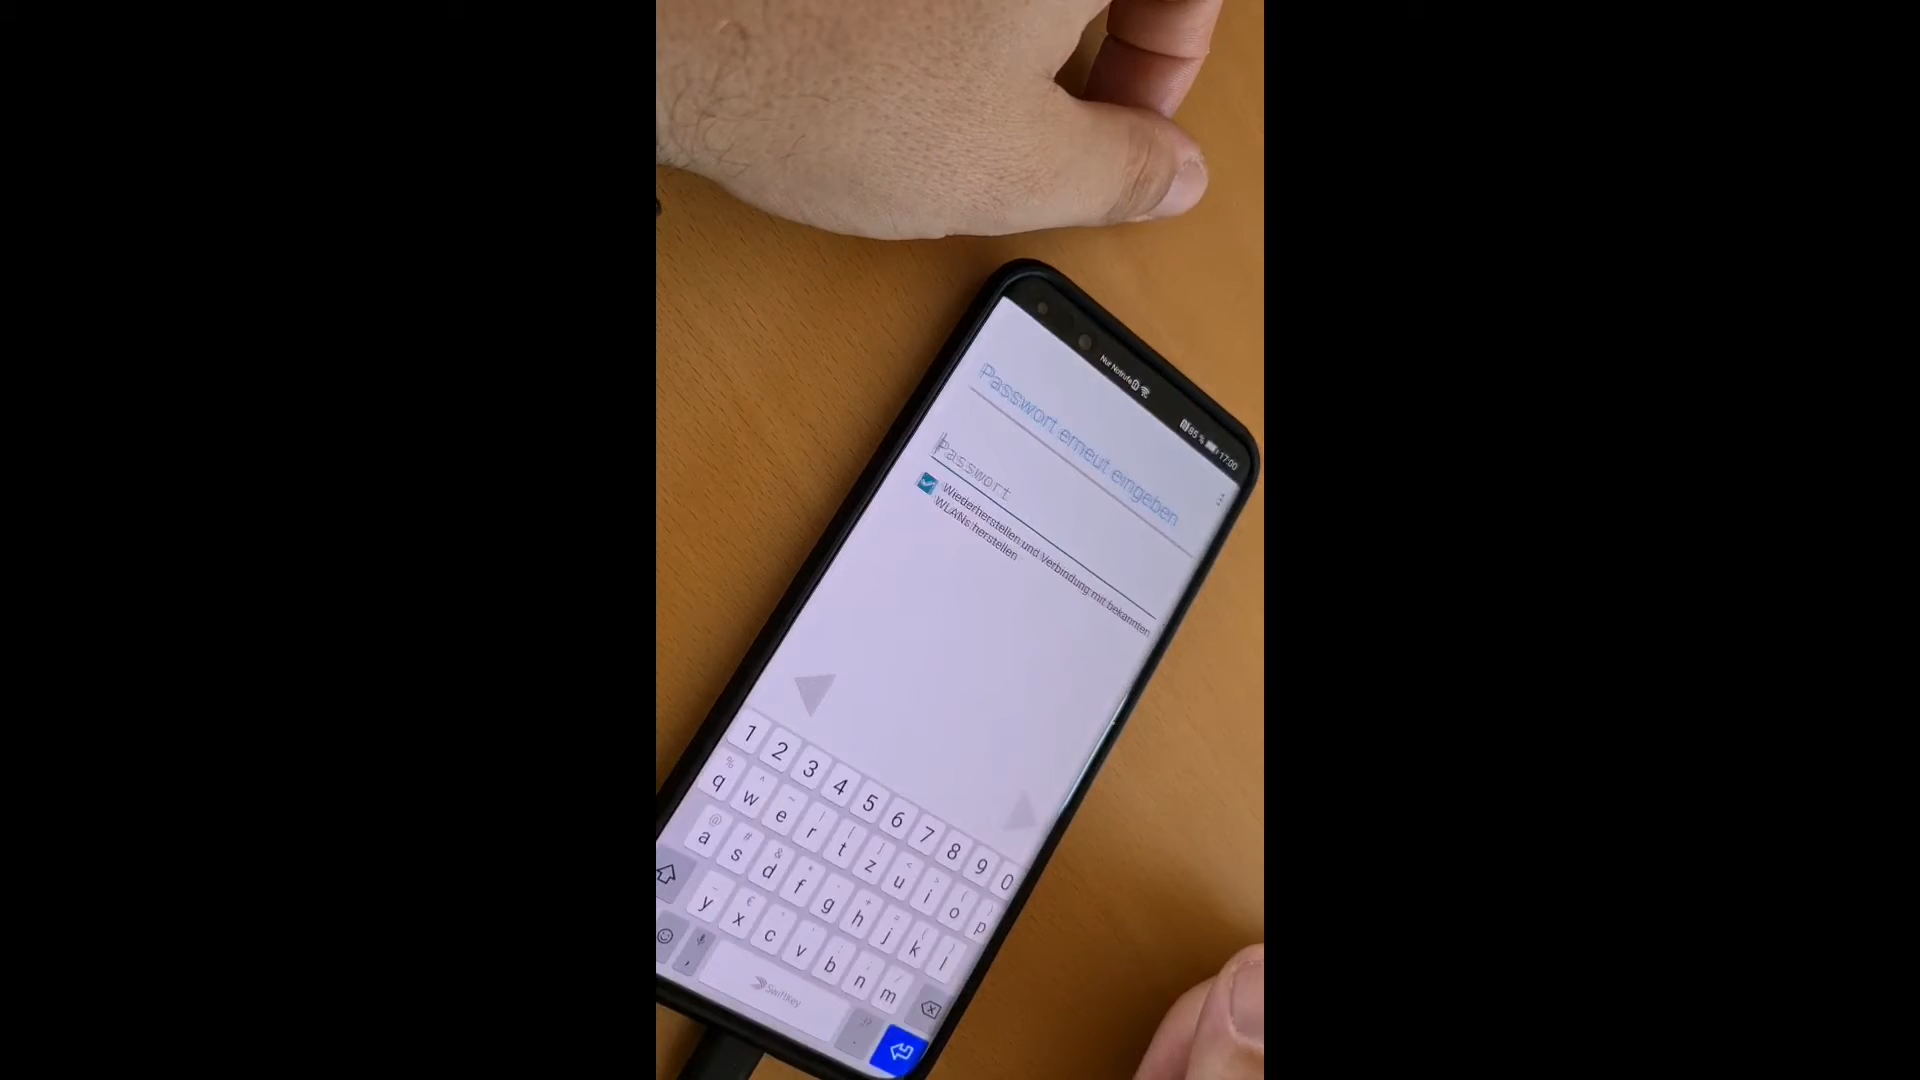 Nur Notrufe
85 % 17:00
Passwort erneut eingeben
Passwort
Wiederherstellen und Verbindung mit bekannten
WLANs herstellen
1 2 3 4 5 6 7 8 9 0
q w e r t z u i o p
a s d f g h j k l
y x c v b n m
, SwiftKey .